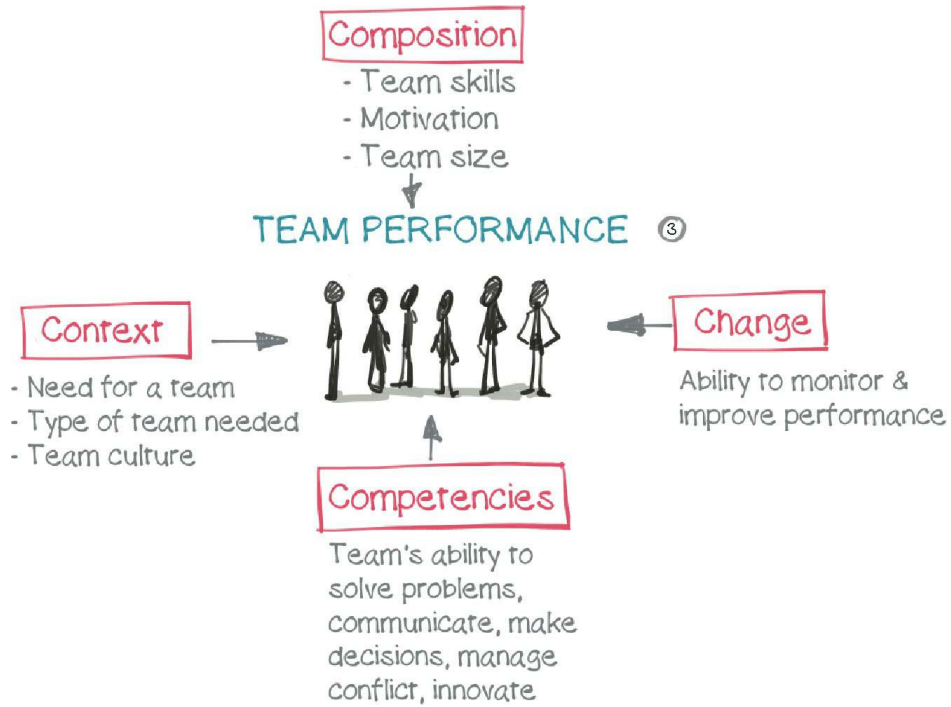 Composition
- Team skills
- Motivation
- Team size
TEAM PERFORMANCE 3
Context
- Need for a team
- Type of team needed
- Team culture
Change
Ability to monitor &
improve performance
Competencies
Team's ability to
solve problems,
communicate, make
decisions, manage
conflict, innovate